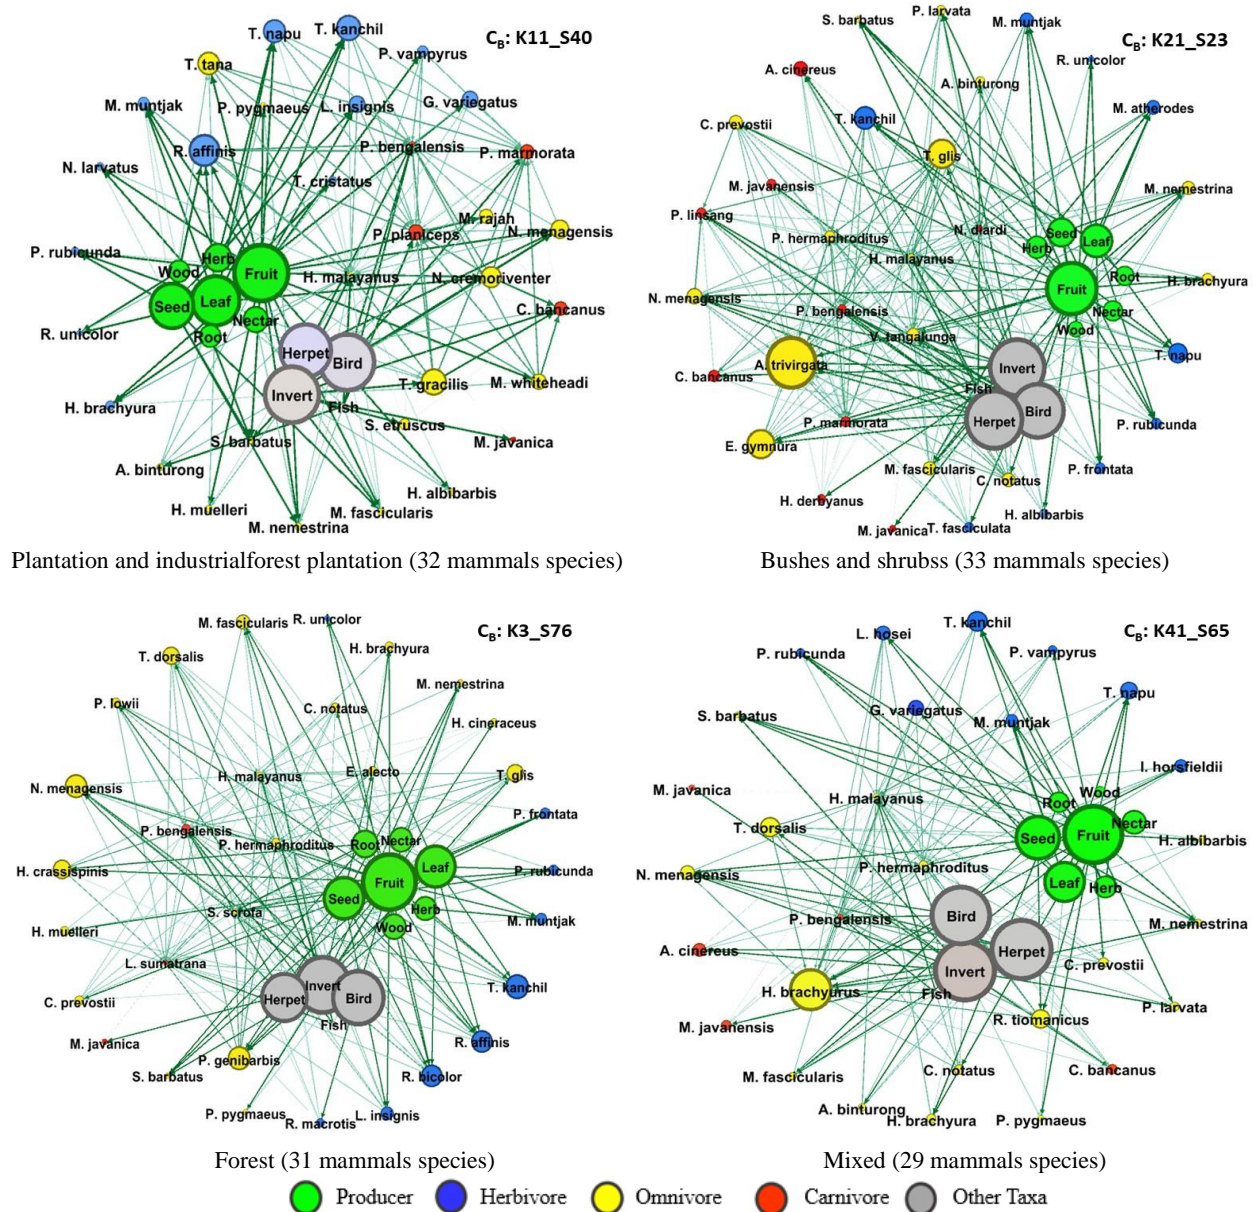 C_B: K11_S40
T. napu
T. kanchil
P. vampyrus
T. tana
M. muntjak
P. pygmaeus
L. insignis
G. variegatus
R. affinis
P. bengalensis
P. marmorata
N. larvatus
T. cristatus
M. rajah
P. planiceps
N. menagensis
P. rubicunda
Herb
Wood
Fruit
H. malayanus
N. cremoriventer
Seed
Leaf
Nectar
C. bancanus
R. unicolor
Root
Herpet
Bird
Invert
T. gracilis
M. whiteheadi
H. brachyura
Fish
S. etruscus
S. barbatus
M. javanica
A. binturong
H. albibarbis
H. muelleri
M. fascicularis
M. nemestrina
Plantation and industrialforest plantation (32 mammals species)
C_B: K21_S23
P. larvata
S. barbatus
M. muntjak
R. unicolor
A. cinereus
A. binturong
M. atherodes
T. kanchil
C. prevostii
T. glis
M. javanensis
M. nemestrina
P. linsang
N. diardi
Seed
Leaf
P. hermaphroditus
Herb
H. malayanus
Root
H. brachyura
Fruit
N. menagensis
P. bengalensis
Nectar
V. tangalunga
Wood
T. napu
A. trivirgata
Invert
C. bancanus
Fish
Bird
Herpet
P. marmorata
P. rubicunda
E. gymnura
M. fascicularis
P. frontata
C. notatus
H. derbyanus
H. albibarbis
M. javanica
T. fasciculata
Bushes and shrubss (33 mammals species)
C_B: K3_S76
M. fascicularis
R. unicolor
H. brachyura
T. dorsalis
M. nemestrina
P. lowii
C. notatus
H. cineraceus
H. malayanus
E. alecto
T. glis
N. menagensis
P. frontata
P. bengalensis
P. hermaphroditus
Root
Nectar
Leaf
H. crassispinis
Fruit
P. rubicunda
Seed
Herb
S. scrofa
M. muntjak
Wood
H. muelleri
L. sumatrana
Invert
T. kanchil
Herpet
Bird
C. prevostii
Fish
M. javanica
R. affinis
P. genibarbis
S. barbatus
R. bicolor
P. pygmaeus
L. insignis
R. macrotis
Forest (31 mammals species)
C_B: K41_S65
T. kanchil
L. hosei
P. rubicunda
P. vampyrus
T. napu
G. variegatus
S. barbatus
M. muntjak
I. horsfieldii
M. javanica
H. malayanus
Wood
Root
Nectar
T. dorsalis
Seed
Fruit
H. albibarbis
P. hermaphroditus
N. menagensis
Leaf
Herb
P. bengalensis
Bird
M. nemestrina
A. cinereus
Herpet
C. prevostii
Invert
H. brachyurus
Fish
P. larvata
R. tiomanicus
M. javanensis
C. notatus
C. bancanus
M. fascicularis
A. binturong
H. brachyura
P. pygmaeus
Mixed (29 mammals species)
Producer Herbivore Omnivore Carnivore Other Taxa